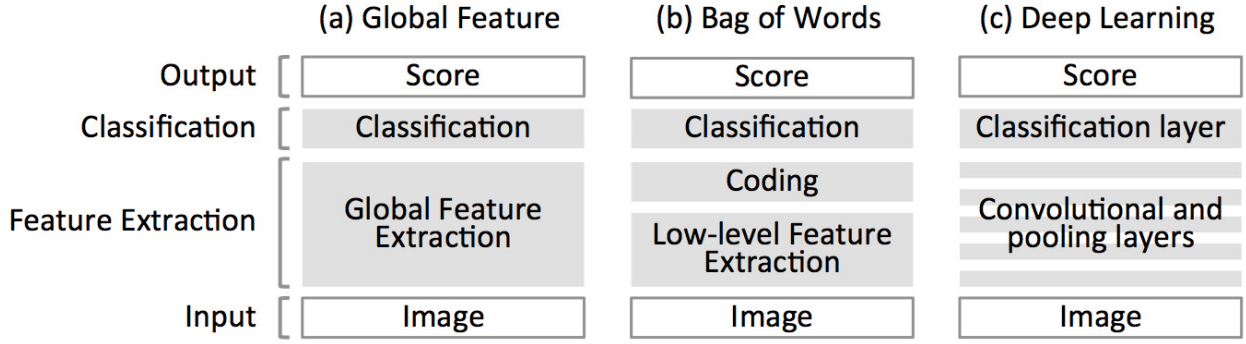 (a) Global Feature
(b) Bag of Words
(c) Deep Learning
Output
Score
Score
Score
Classification
Classification
Classification
Classification layer
Feature Extraction
Global Feature
Extraction
Coding
Low-level Feature
Extraction
Convolutional and
pooling layers
Input
Image
Image
Image